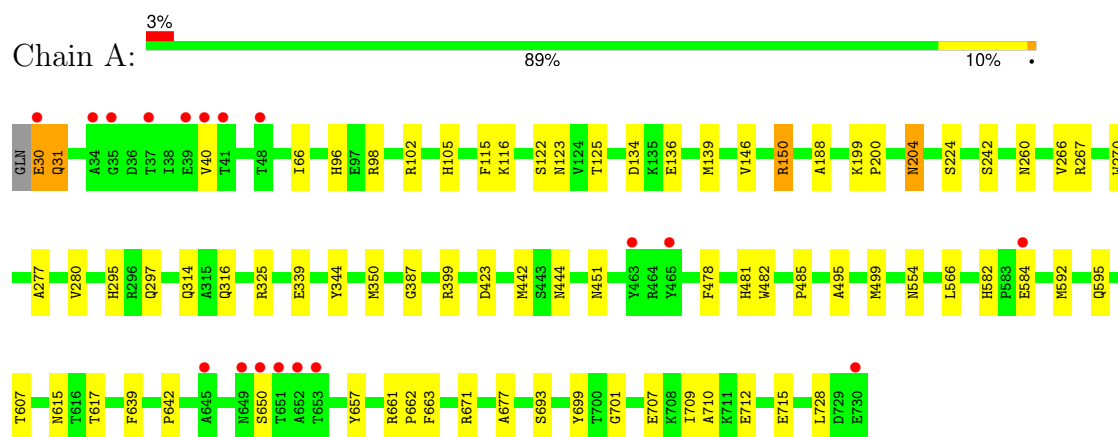 3%
Chain A:
89% 10% •
GLN E30 Q31 A34 G35 D36 T37 I38 E39 V40 T41 T48 I66 H96 E97 R98 R102 H105 F115 K116 S122 N123 V124 T125 D134 K135 E136 M139 V146 R150 A188 K199 P200 N204 S224 S242 N260 V266 R267 W270
A277 V280 H295 R296 Q297 Q314 A315 Q316 R325 E339 Y344 M350 G387 R399 D423 M442 S443 N444 N451 Y463 R464 Y465 F478 H481 W482 P485 A495 M499 N554 L566 H582 P583 E584 M592 Q595
T607 N615 T616 T617 F639 P642 A645 N649 S650 T651 A652 T653 Y657 R661 P662 F663 R671 A677 S693 Y699 T700 G701 E707 K708 I709 A710 K711 E712 E715 L728 D729 E730